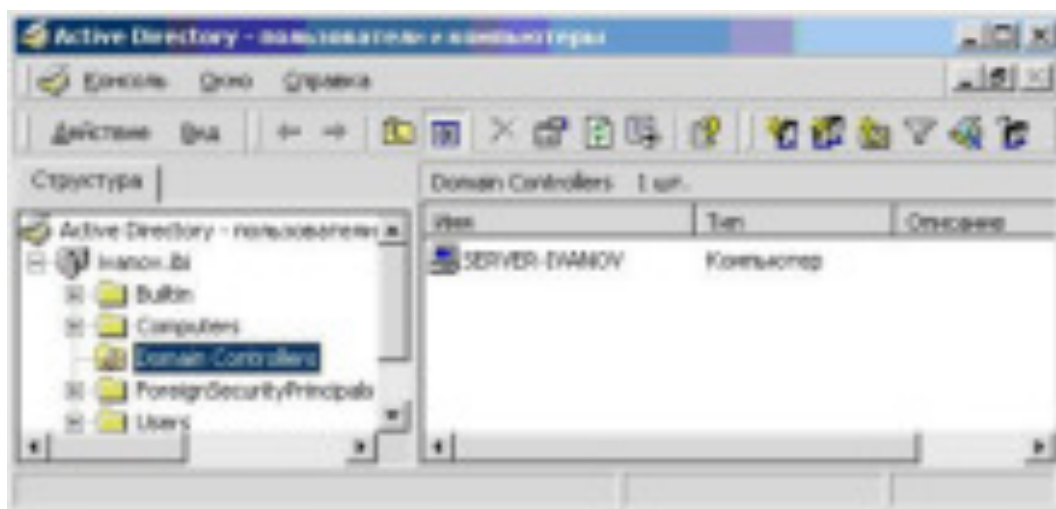 Active Directory - пользователи и компьютеры
Консоль Окно Справка
Действие Вид
Структура
Domain Controllers 1 шт.
Active Directory - пользователи
Имя Тип Описание
ivanov.ibi
SERVER-IVANOV Компьютер
Builtin
Computers
Domain Controllers
ForeignSecurityPrincipals
Users